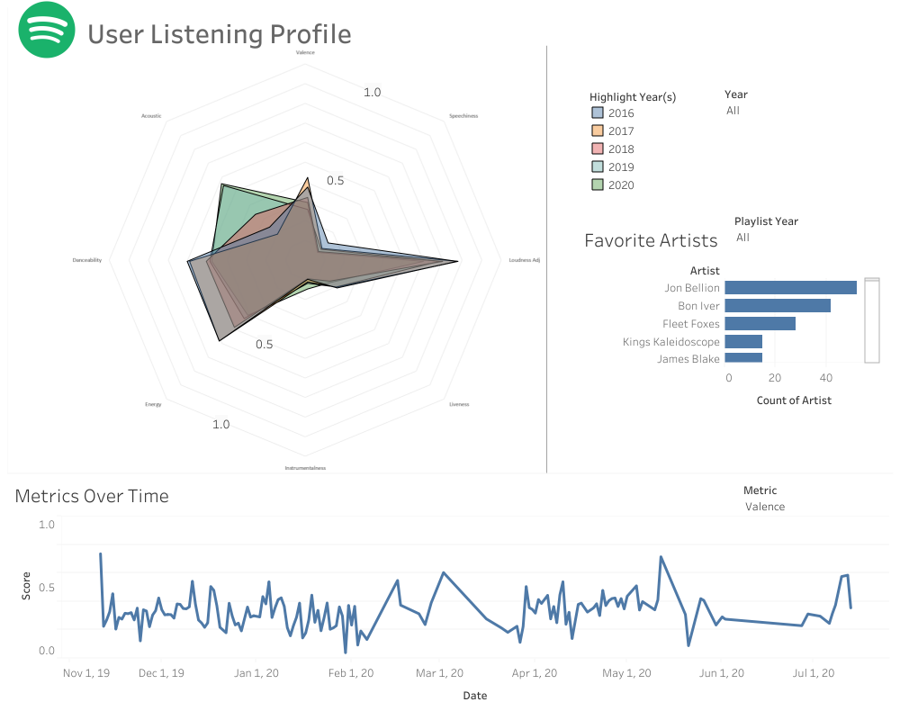 User Listening Profile
Valence
1.0
Acoustic
Speechiness
0.5
Danceability
Loudness Adj
0.5
Energy
Liveness
1.0
Instrumentalness
Highlight Year(s)
2016
2017
2018
2019
2020
Year
All
Playlist Year
All
Favorite Artists
Artist
Jon Bellion
Bon Iver
Fleet Foxes
Kings Kaleidoscope
James Blake
0 20 40
Count of Artist
Metrics Over Time
Metric
Valence
1.0
0.5
0.0
Score
Nov 1, 19 Dec 1, 19 Jan 1, 20 Feb 1, 20 Mar 1, 20 Apr 1, 20 May 1, 20 Jun 1, 20 Jul 1, 20
Date